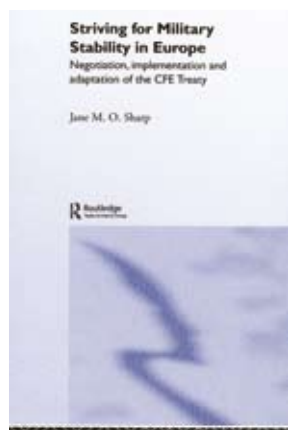 Striving for Military
Stability in Europe
Negotiation, implementation and
adaptation of the CFE Treaty
Jane M. O. Sharp
Routledge